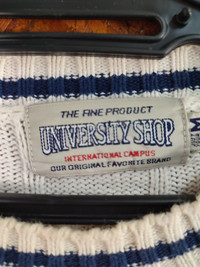 THE FINE PRODUCT
UNIVERSITY SHOP
INTERNATIONAL CAMPUS
OUR ORIGINAL FAVORITE BRAND
M